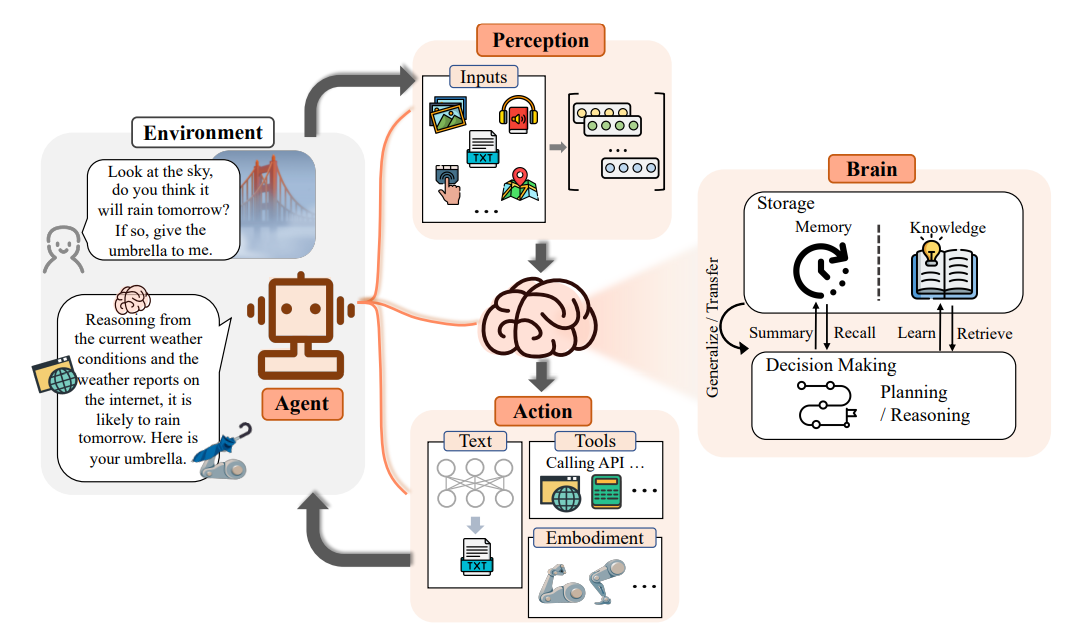 Perception
Inputs
TXT
...
...
Environment
Look at the sky,
do you think it
will rain tomorrow?
If so, give the
umbrella to me.
Reasoning from
the current weather
conditions and the
weather reports on
the internet, it is
likely to rain
tomorrow. Here is
your umbrella.
Agent
Brain
Storage
Memory
Knowledge
Generalize / Transfer
Summary
Recall
Learn
Retrieve
Decision Making
Planning
/ Reasoning
Action
Text
TXT
Tools
Calling API ...
...
Embodiment
...